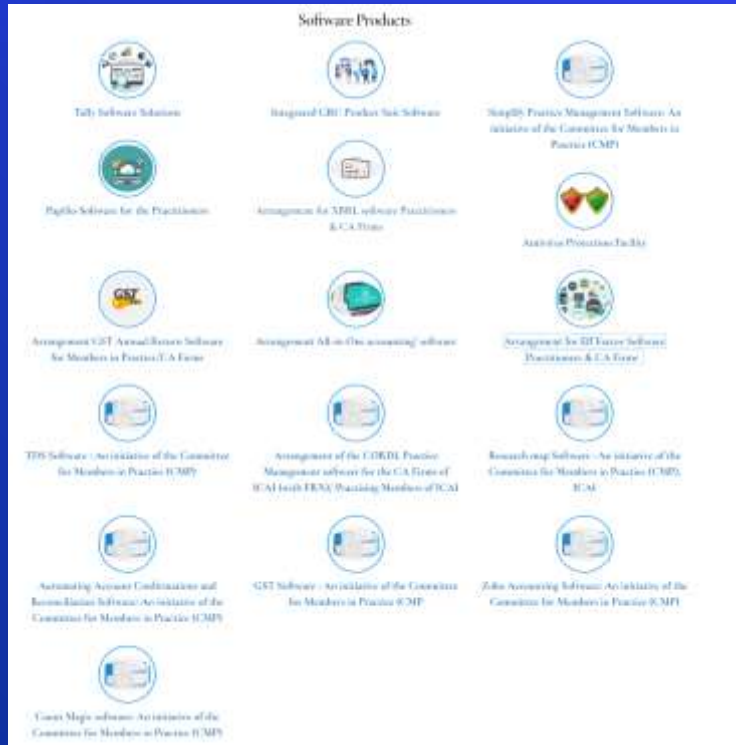 Software Products
Tally Software Solutions
Integrated GRU Product Suit Software
Simplify Practice Management Software: An
initiative of the Committee for Members in
Practice (CMP)
Papilio Software for the Practitioners
Arrangement for XBRL software Practitioners
& CA Firms
Antivirus Protection Facility
GST
Arrangement GST Annual Return Software
for Members in Practice/CA Firms
Arrangement All-in-One accounting software
Arrangement for Software
Practitioners & CA Firms
TDS Software - An initiative of the Committee
for Members in Practice (CMP)
Arrangement of the CORDL Practice
Management software for the CA Firms of
ICAI (with FRN)/ Practising Members of ICAI
Research map Software - An initiative of the
Committee for Members in Practice (CMP),
ICAI
Automating Account Confirmations and
Reconciliation Software: An initiative of the
Committee for Members in Practice (CMP)
GST Software - An initiative of the Committee
for Members in Practice (CMP
Zoho Accounting Software: An initiative of the
Committee for Members in Practice (CMP)
Magic software: An initiative of the
Committee for Members in Practice (CMP)